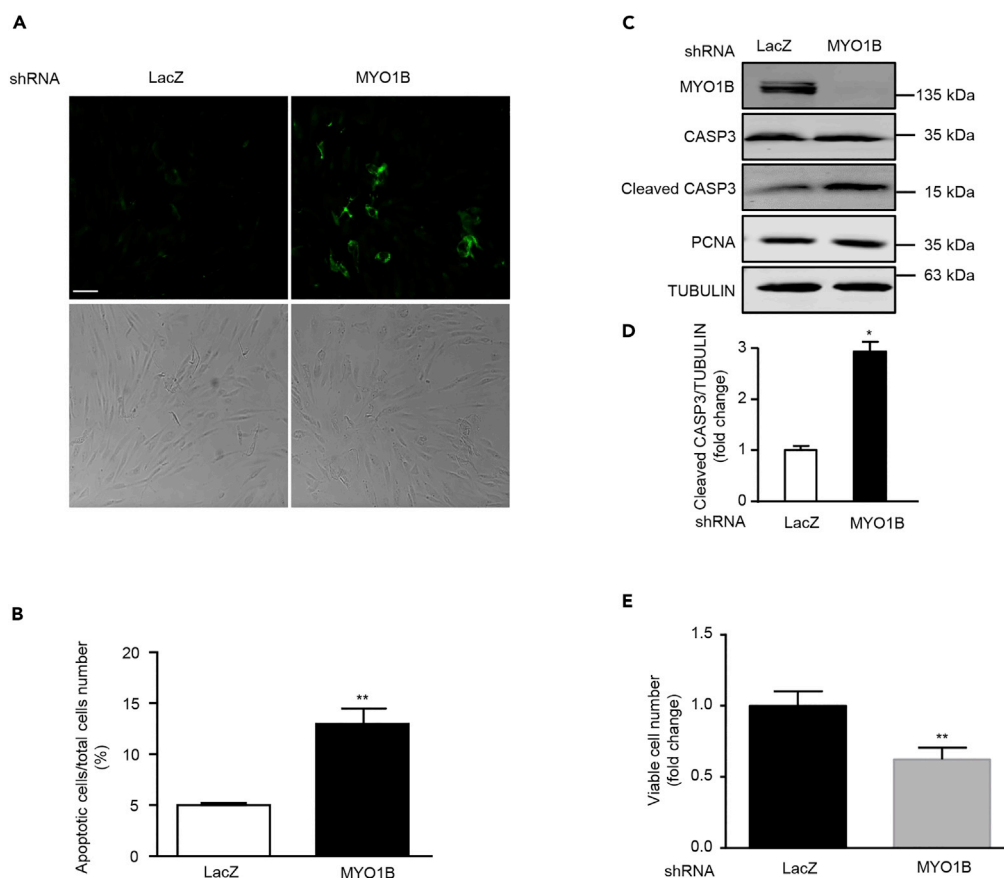 A
shRNA LacZ MYO1B
B
Apoptotic cells/total cells number
(%)
20
15
10
5
0
**
LacZ MYO1B
C
shRNA LacZ MYO1B
MYO1B 135 kDa
CASP3 35 kDa
Cleaved CASP3 15 kDa
PCNA 35 kDa
TUBULIN 63 kDa
D
Cleaved CASP3/TUBULIN
(fold change)
3
2
1
0
*
shRNA LacZ MYO1B
E
Viable cell number
(fold change)
1.5
1.0
0.5
0.0
**
shRNA LacZ MYO1B